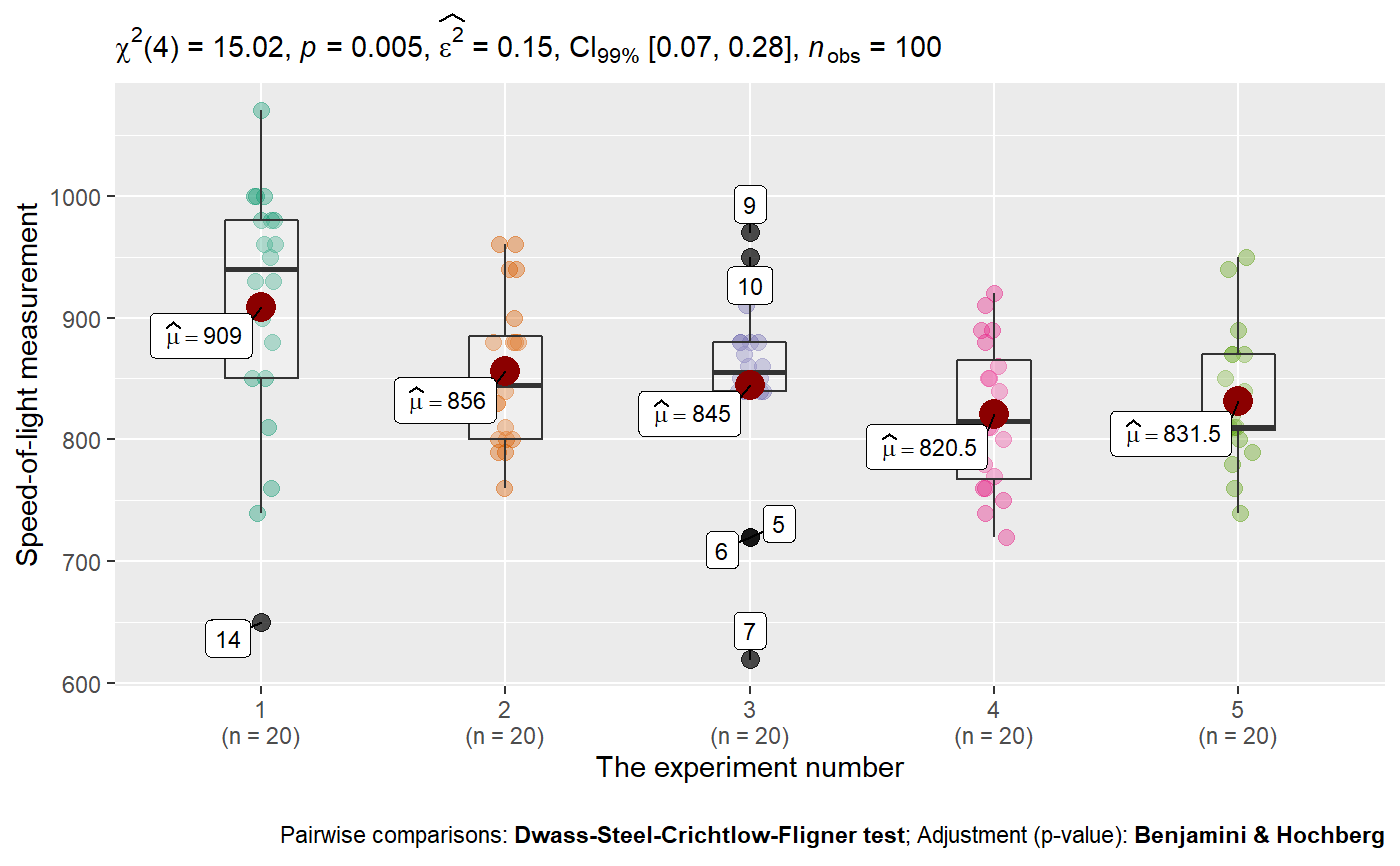 χ²(4) = 15.02, p = 0.005, ε̂² = 0.15, CI99% [0.07, 0.28], nobs = 100
Speed-of-light measurement
1000
900
800
700
600
μ̂ = 909
μ̂ = 856
μ̂ = 845
μ̂ = 820.5
μ̂ = 831.5
14
9
10
5
6
7
1
(n = 20)
2
(n = 20)
3
(n = 20)
4
(n = 20)
5
(n = 20)
The experiment number
Pairwise comparisons: Dwass-Steel-Crichtlow-Fligner test; Adjustment (p-value): Benjamini & Hochberg